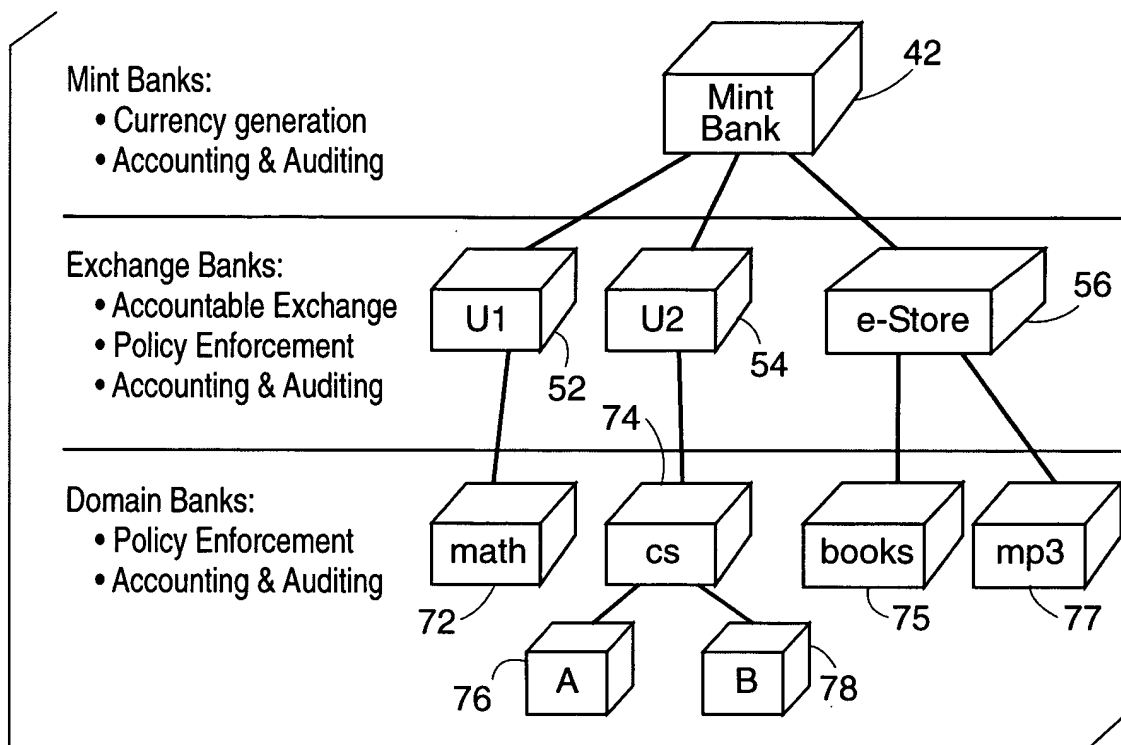 Mint Banks:
• Currency generation
• Accounting & Auditing
Mint
Bank
42
Exchange Banks:
• Accountable Exchange
• Policy Enforcement
• Accounting & Auditing
U1
52
U2
54
e-Store
56
74
Domain Banks:
• Policy Enforcement
• Accounting & Auditing
math
72
cs
books
75
mp3
77
76
A
B
78